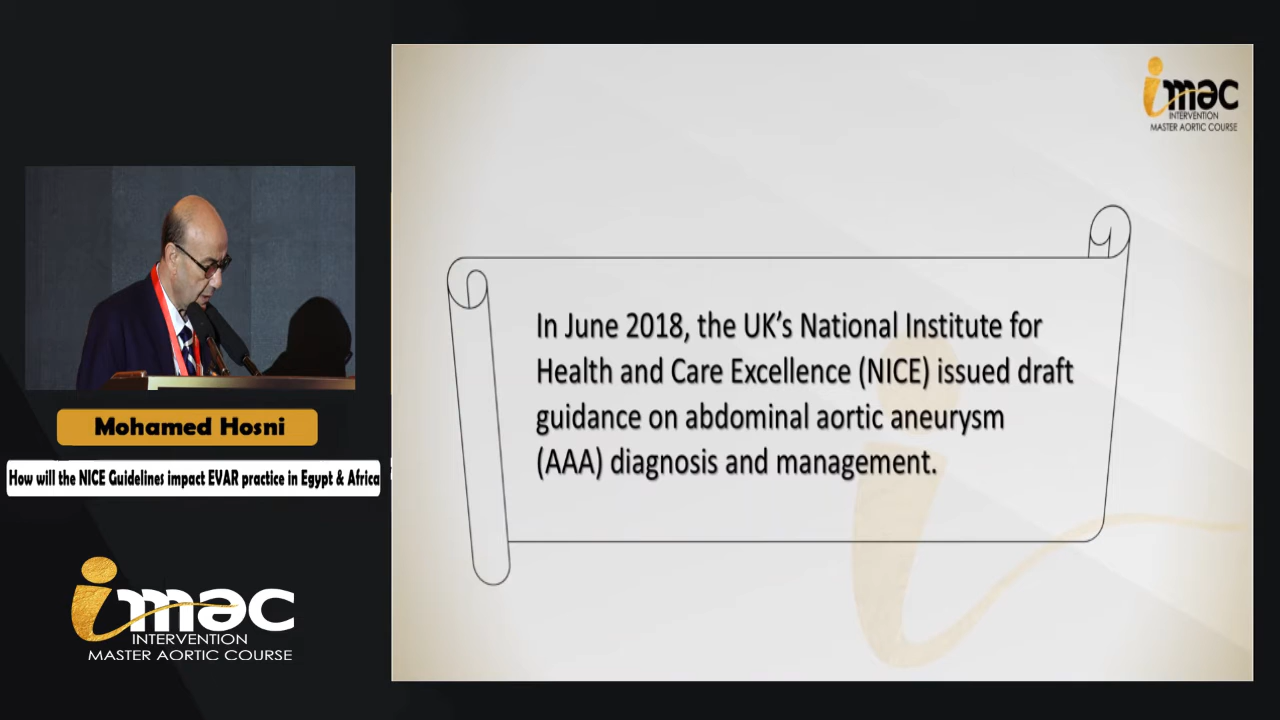 Mohamed Hosni
How will the NICE Guidelines impact EVAR practice in Egypt & Africa
imac
INTERVENTION
MASTER AORTIC COURSE
imac
INTERVENTION
MASTER AORTIC COURSE
In June 2018, the UK’s National Institute for
Health and Care Excellence (NICE) issued draft
guidance on abdominal aortic aneurysm
(AAA) diagnosis and management.